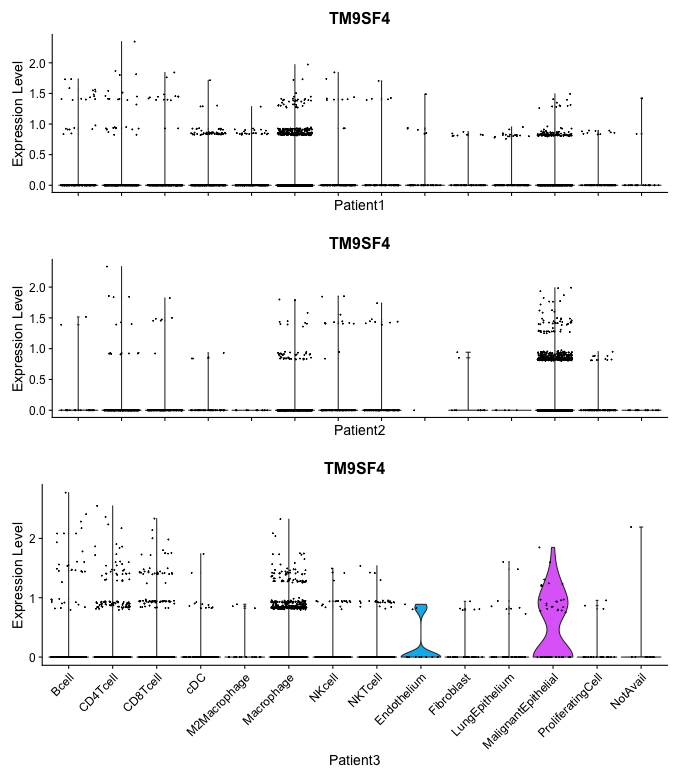 TM9SF4
Expression Level
2.0
1.5
1.0
0.5
0.0
Patient1
TM9SF4
Expression Level
2.0
1.5
1.0
0.5
0.0
Patient2
TM9SF4
Expression Level
2
1
0
Bcell
CD4Tcell
CD8Tcell
cDC
M2Macrophage
Macrophage
NKcell
NKTcell
Endothelium
Fibroblast
LungEpithelium
MalignantEpithelial
ProliferatingCell
NotAvail
Patient3